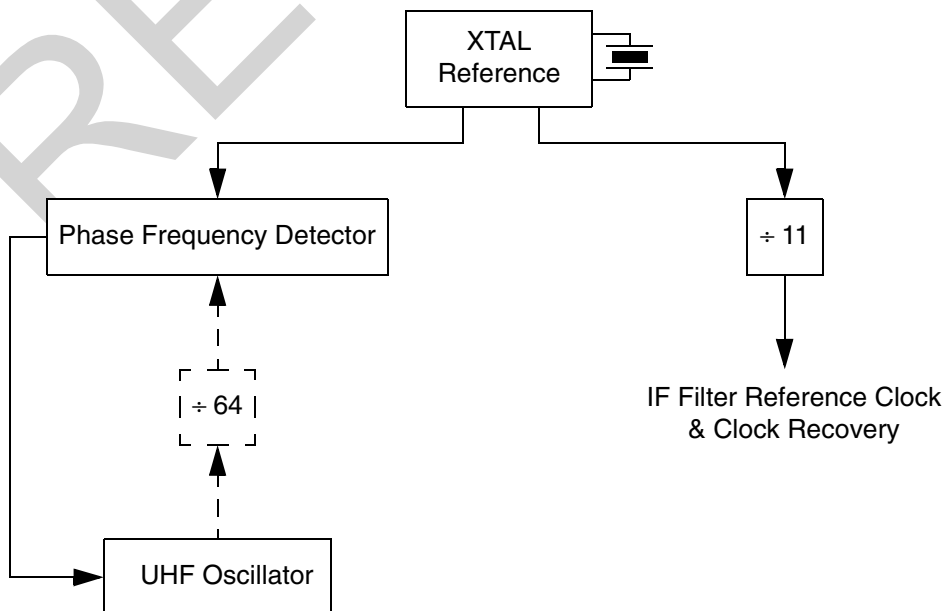 XTAL
Reference
Phase Frequency Detector
÷ 11
÷ 64
IF Filter Reference Clock
& Clock Recovery
UHF Oscillator